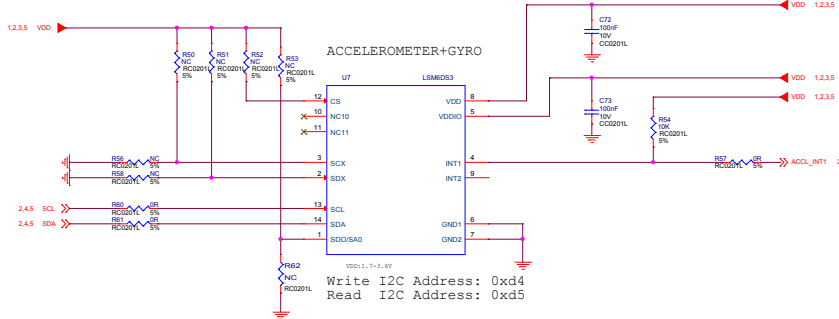 1,2,3,5 VDD
R50
NC
RC0201L
5%
R51
NC
RC0201L
5%
R52
NC
RC0201L
5%
R53
NC
RC0201L
5%
C72
100nF
10V
CC0201L
VDD 1,2,3,5
ACCELEROMETER+GYRO
U7 LSM6DS3
VDD 1,2,3,5
C73
100nF
10V
CC0201L
VDD 1,2,3,5
R54
10K
RC0201L
5%
12 CS
10 NC10
11 NC11
3 SCX
2 SDX
13 SCL
14 SDA
1 SDO/SA0
VDD 8
VDDIO 5
INT1 4
INT2 9
GND1 6
GND2 7
R56 NC
RC0201L 5%
R58 NC
RC0201L 5%
2,4,5 SCL
R60 0R
RC0201L 5%
2,4,5 SDA
R61 0R
RC0201L 5%
R57 0R
RC0201L 5%
ACCL_INT1 2
R62
NC
RC0201L
VDD:1.7-3.6V
Write I2C Address: 0xd4
Read I2C Address: 0xd5